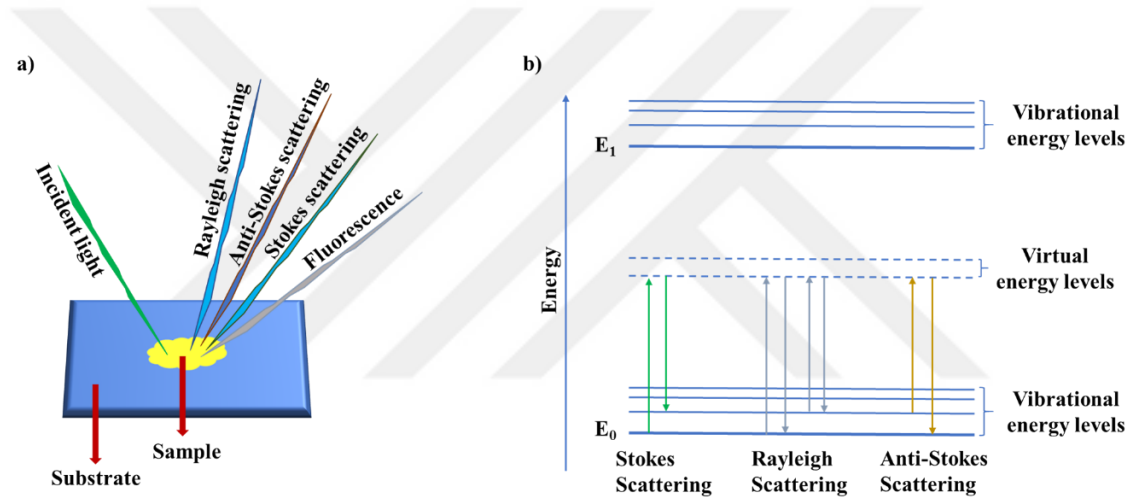 a)
Incident light
Rayleigh scattering
Anti-Stokes scattering
Stokes scattering
Fluorescence
Sample
Substrate
b)
Energy
E1
Vibrational
energy levels
Virtual
energy levels
E0
Vibrational
energy levels
Stokes
Scattering
Rayleigh
Scattering
Anti-Stokes
Scattering